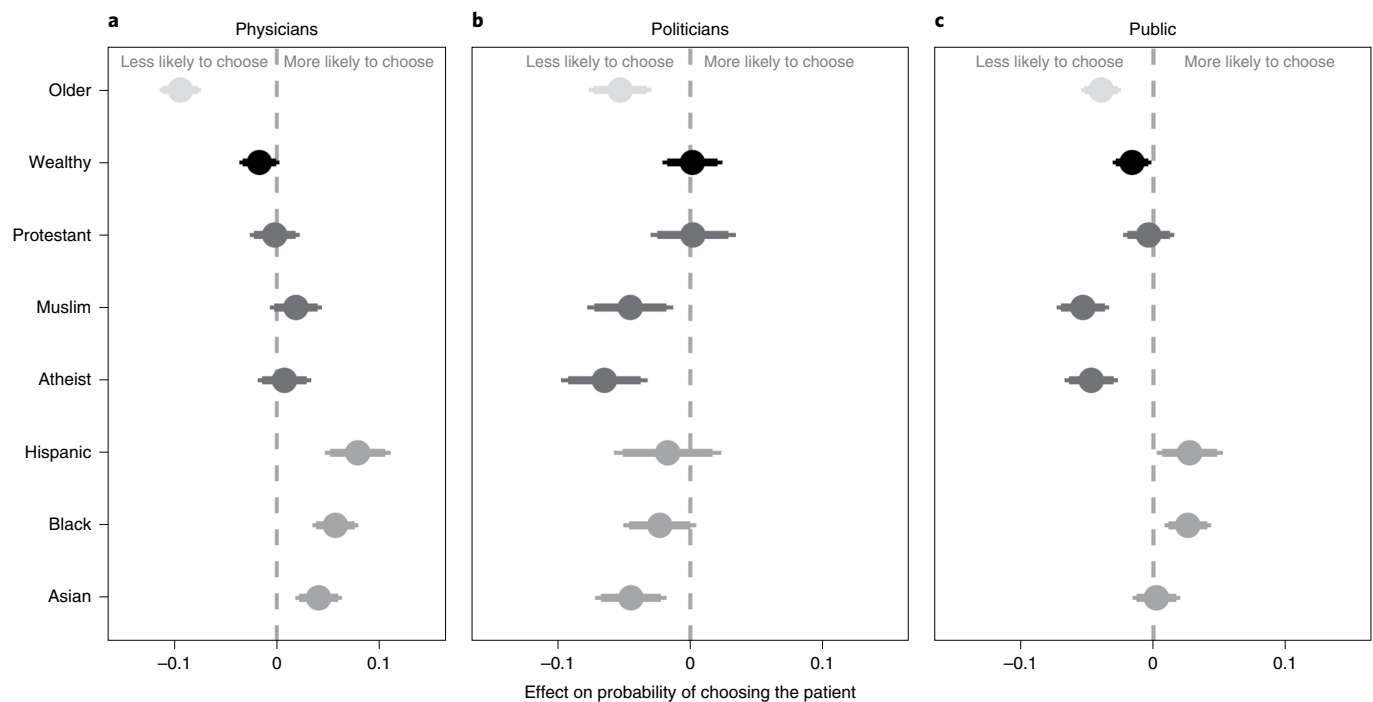 a
Physicians
Less likely to choose More likely to choose
Older
Wealthy
Protestant
Muslim
Atheist
Hispanic
Black
Asian
–0.1 0 0.1
b
Politicians
Less likely to choose More likely to choose
–0.1 0 0.1
c
Public
Less likely to choose More likely to choose
–0.1 0 0.1
Effect on probability of choosing the patient